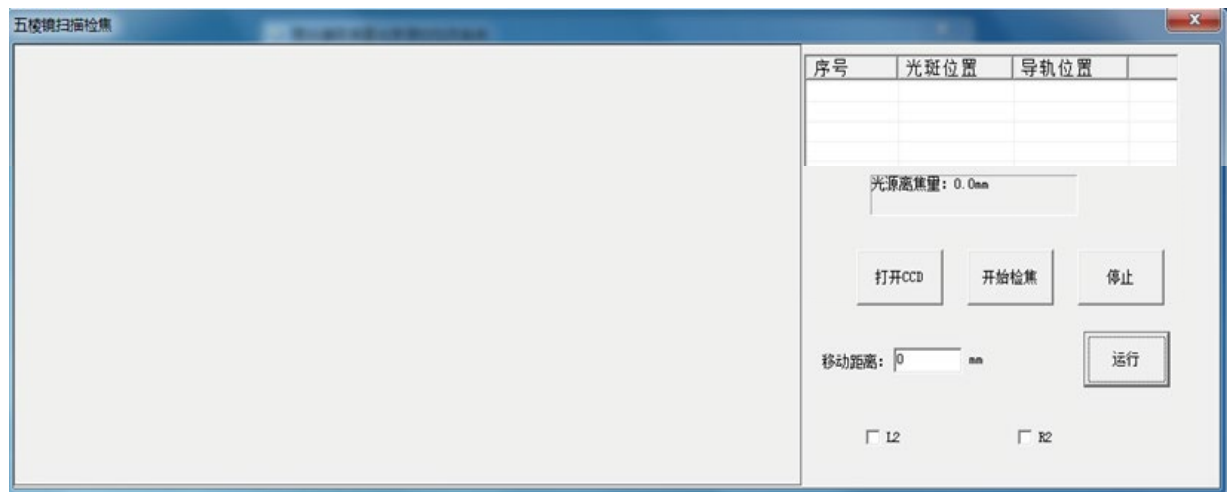 五棱镜扫描检焦
序号 光斑位置 导轨位置
光源离焦量：0.0mm
打开CCD 开始检焦 停止
移动距离： 0 mm 运行
L2 R2